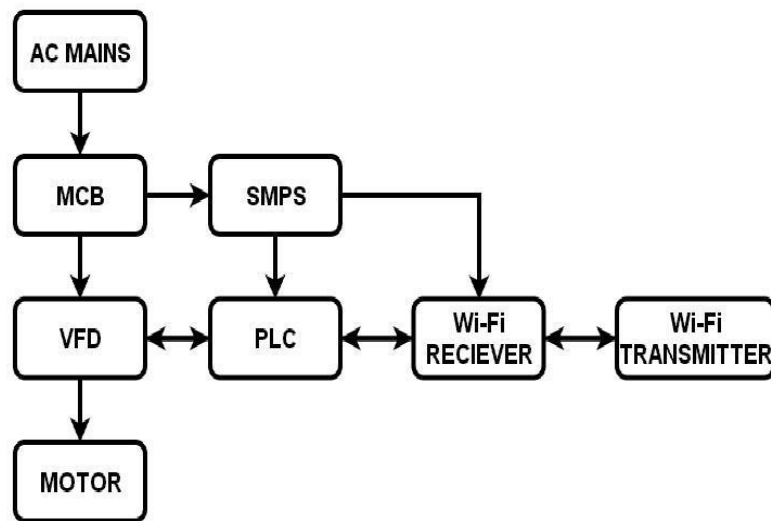 AC MAINS
MCB
SMPS
VFD
PLC
Wi-Fi
RECIEVER
Wi-Fi
TRANSMITTER
MOTOR